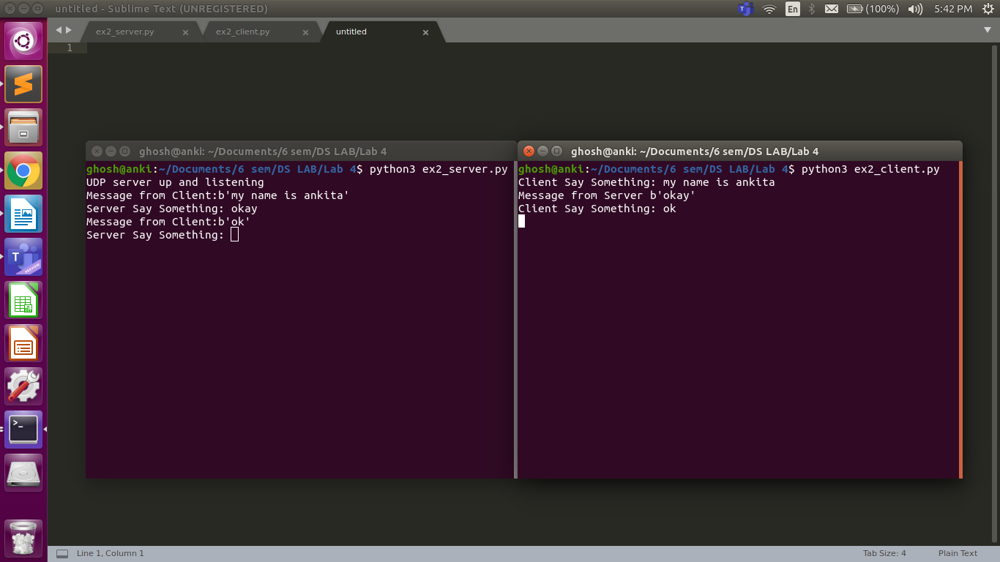 untitled - Sublime Text (UNREGISTERED)
En
(100%)
5:42 PM
ex2_server.py
ex2_client.py
untitled
1
ghosh@anki: ~/Documents/6 sem/DS LAB/Lab 4
ghosh@anki:~/Documents/6 sem/DS LAB/Lab 4$ python3 ex2_server.py
UDP server up and listening
Message from Client:b'my name is ankita'
Server Say Something: okay
Message from Client:b'ok'
Server Say Something:
ghosh@anki: ~/Documents/6 sem/DS LAB/Lab 4
ghosh@anki:~/Documents/6 sem/DS LAB/Lab 4$ python3 ex2_client.py
Client Say Something: my name is ankita
Message from Server b'okay'
Client Say Something: ok
T
PREVIEW
>_
Line 1, Column 1
Tab Size: 4
Plain Text